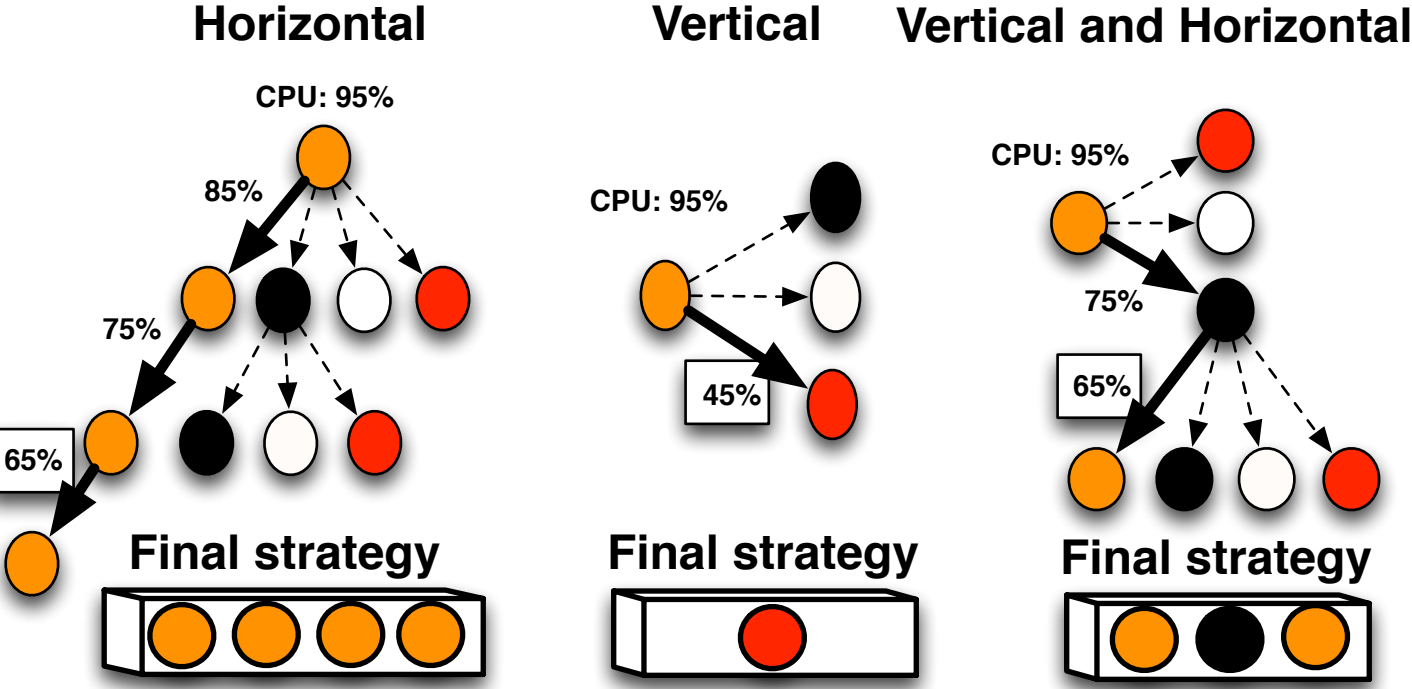 Horizontal
CPU: 95%
85%
75%
65%
Final strategy
Vertical
CPU: 95%
45%
Final strategy
Vertical and Horizontal
CPU: 95%
75%
65%
Final strategy